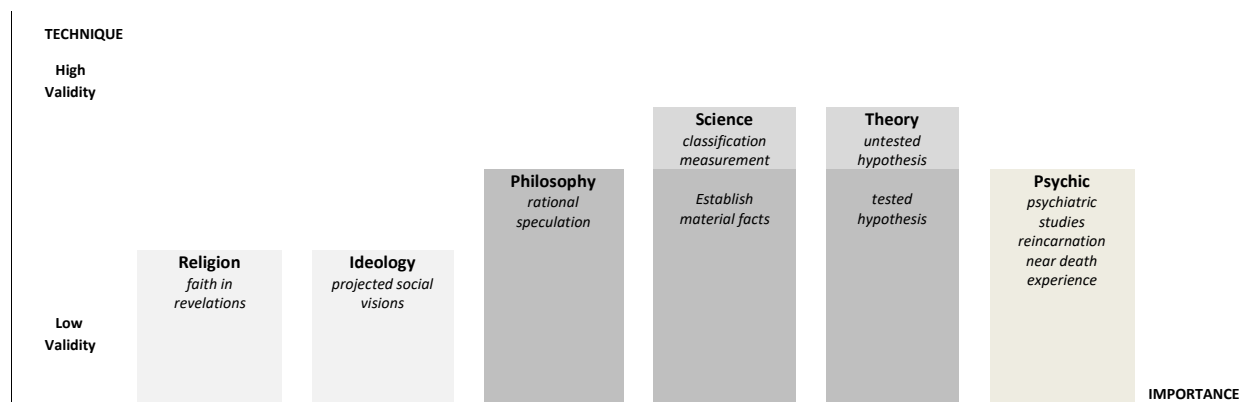 TECHNIQUE
High
Validity
Science
classification
measurement
Establish
material facts
Theory
untested
hypothesis
tested
hypothesis
Philosophy
rational
speculation
Psychic
psychiatric
studies
reincarnation
near death
experience
Religion
faith in
revelations
Ideology
projected social
visions
Low
Validity
IMPORTANCE